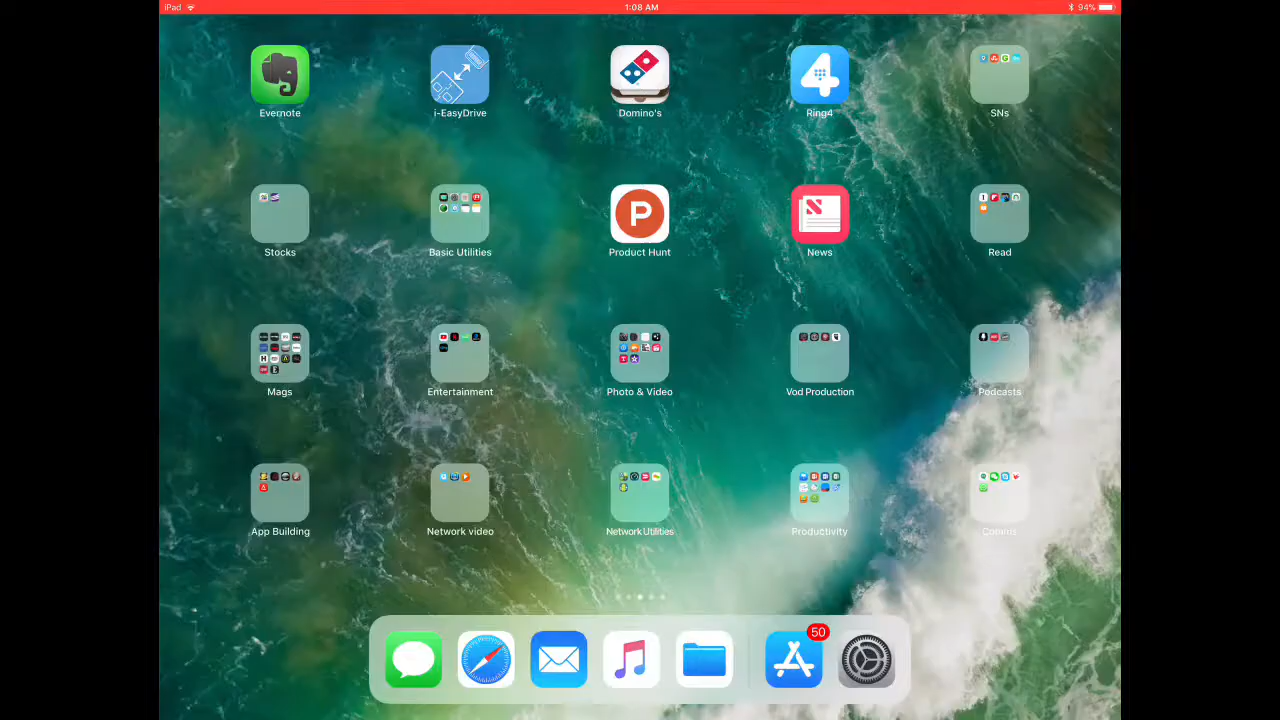 iPad 1:08 AM 94%
Evernote i-EasyDrive Domino's Ring4 SNs
Stocks Basic Utilities Product Hunt News Read
Mags Entertainment Photo & Video Vod Production Podcasts
App Building Network video Network Utilities Productivity Comms
50